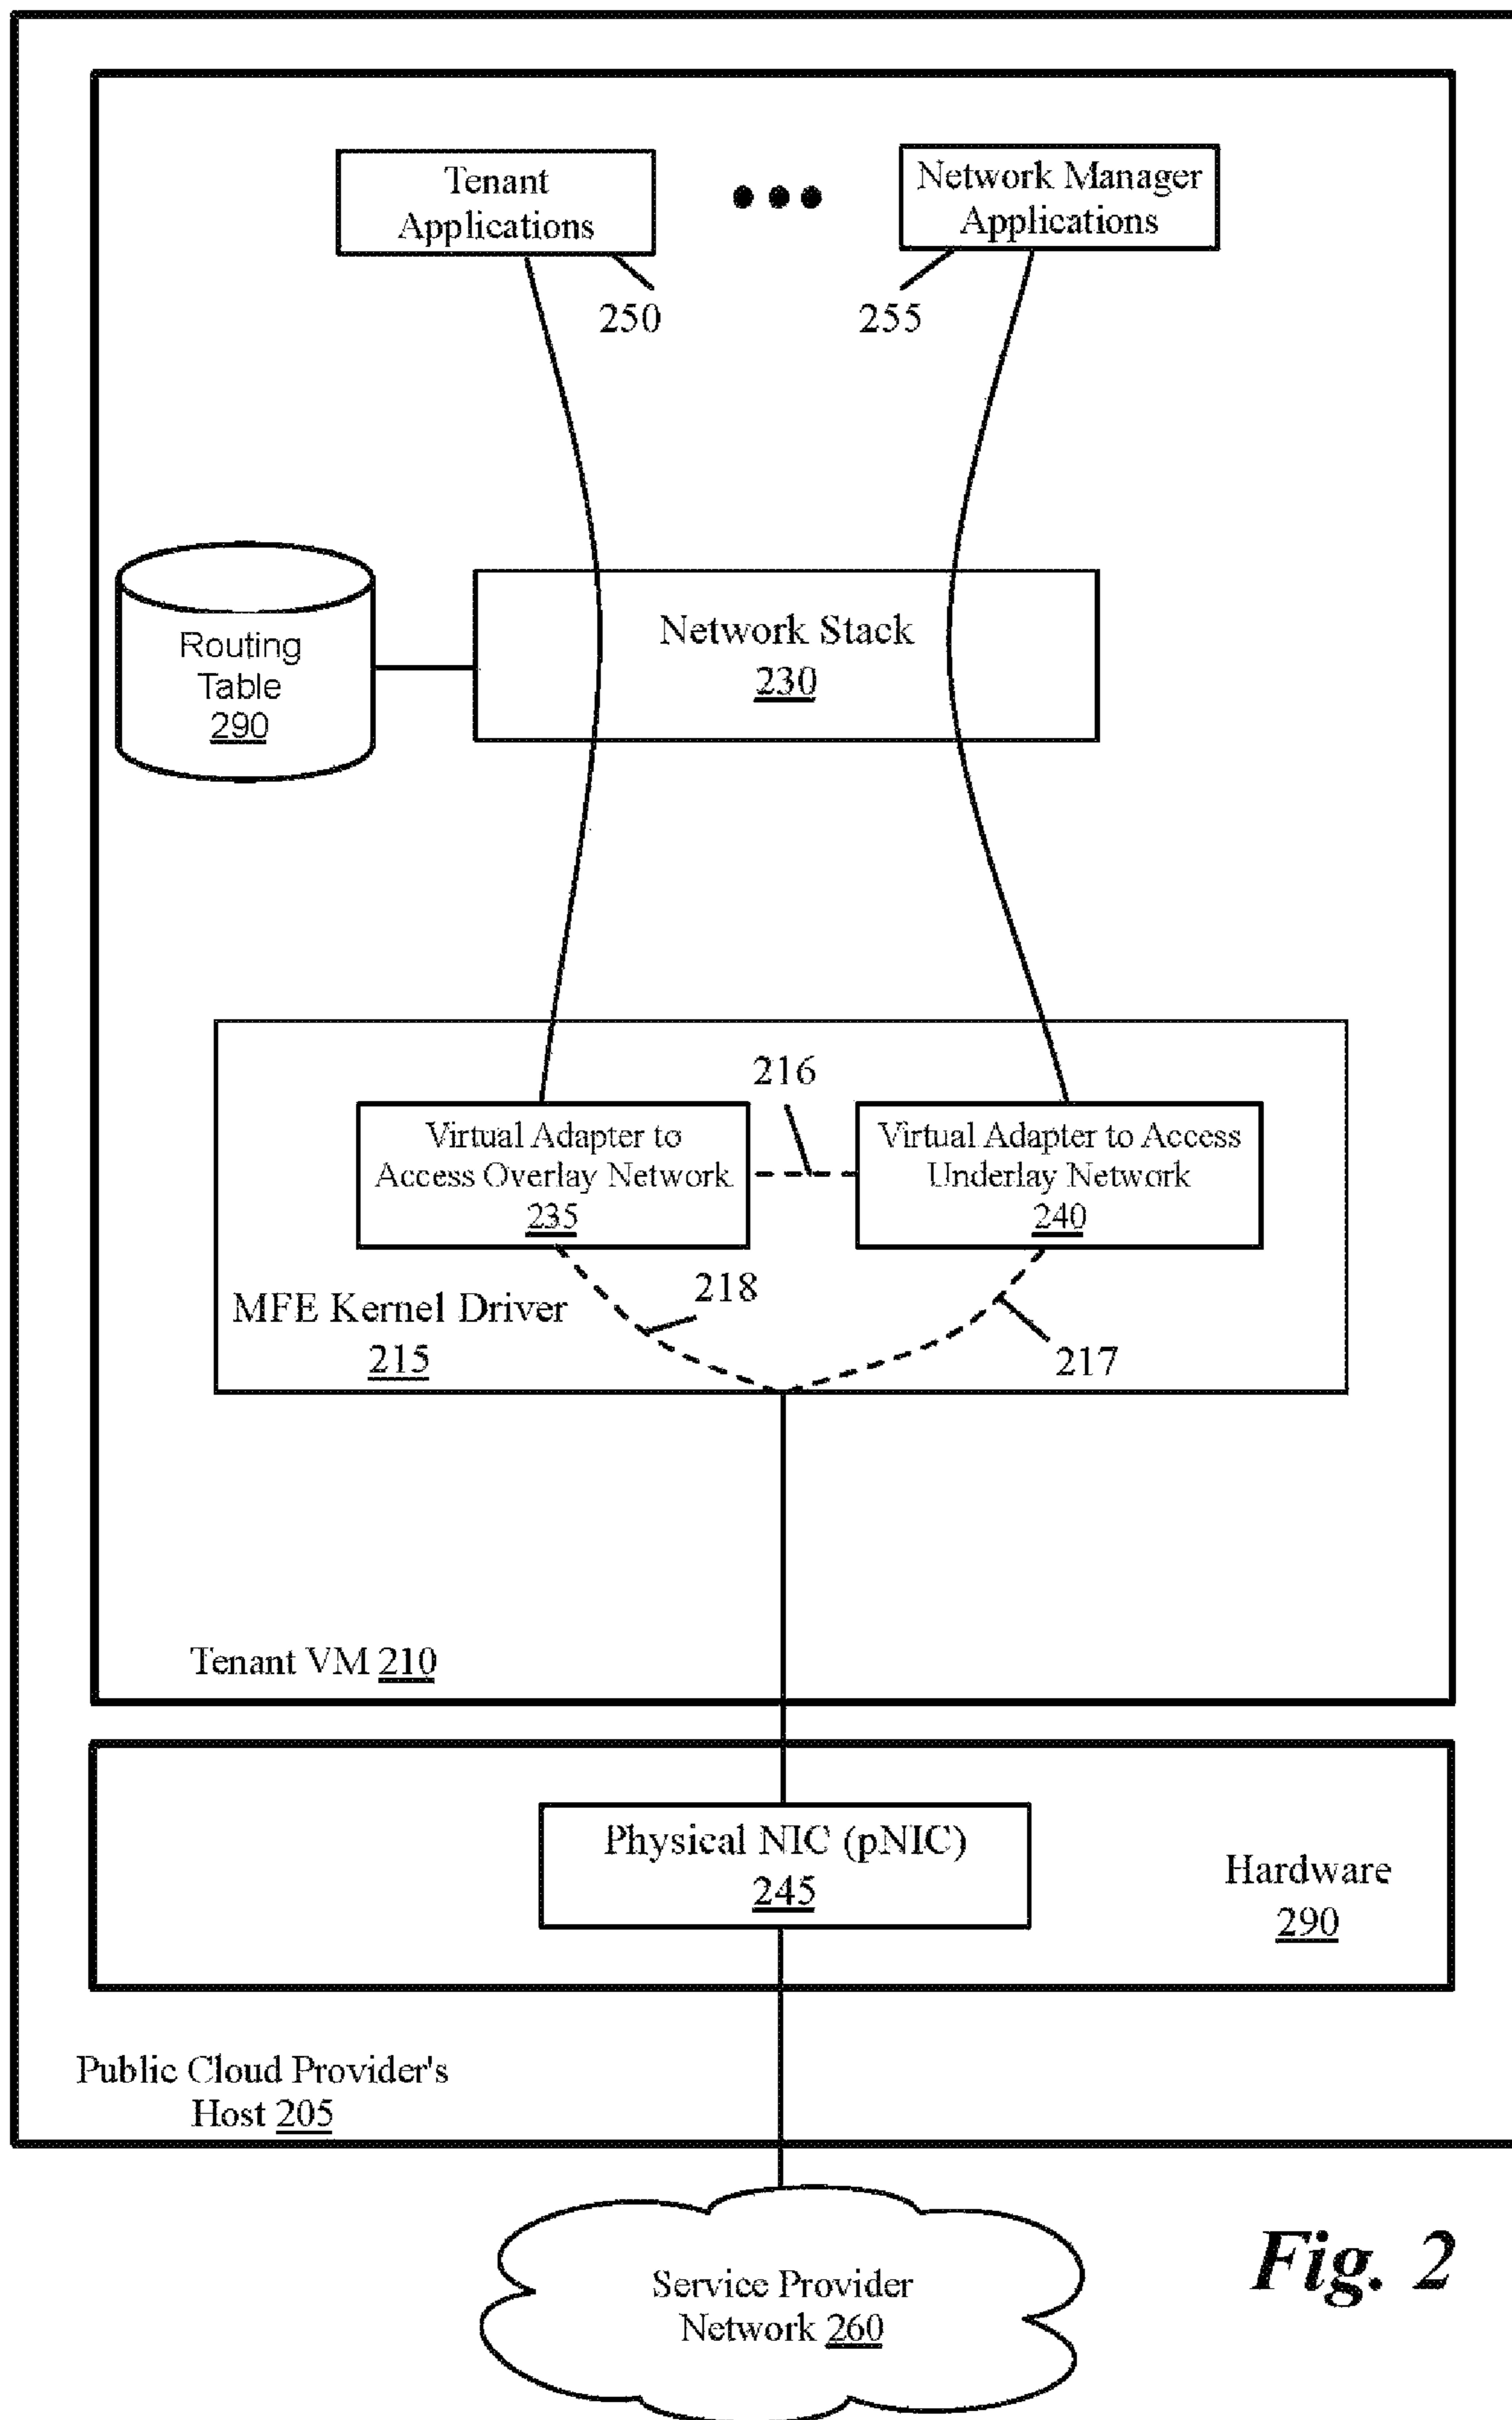 Tenant
Applications
Network Manager
Applications
250
255
Routing
Table
290
Network Stack
230
216
Virtual Adapter to
Access Overlay Network
235
Virtual Adapter to Access
Underlay Network
240
218
MFE Kernel Driver
215
217
Tenant VM 210
Physical NIC (pNIC)
245
Hardware
290
Public Cloud Provider's
Host 205
Service Provider
Network 260
Fig. 2